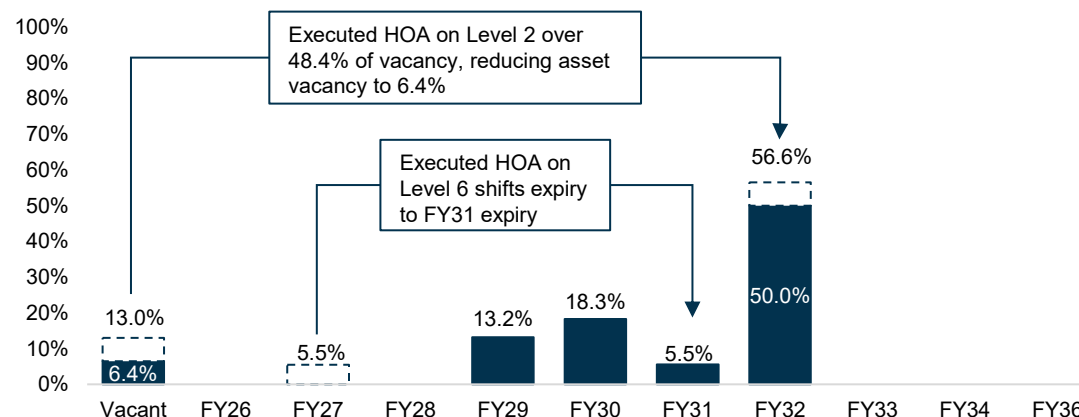 100%
90%
80%
70%
60%
50%
40%
30%
20%
10%
0%
Executed HOA on Level 2 over
48.4% of vacancy, reducing asset
vacancy to 6.4%
Executed HOA on
Level 6 shifts expiry
to FY31 expiry
13.0%
6.4%
5.5%
13.2%
18.3%
5.5%
56.6%
50.0%
Vacant FY26 FY27 FY28 FY29 FY30 FY31 FY32 FY33 FY34 FY36